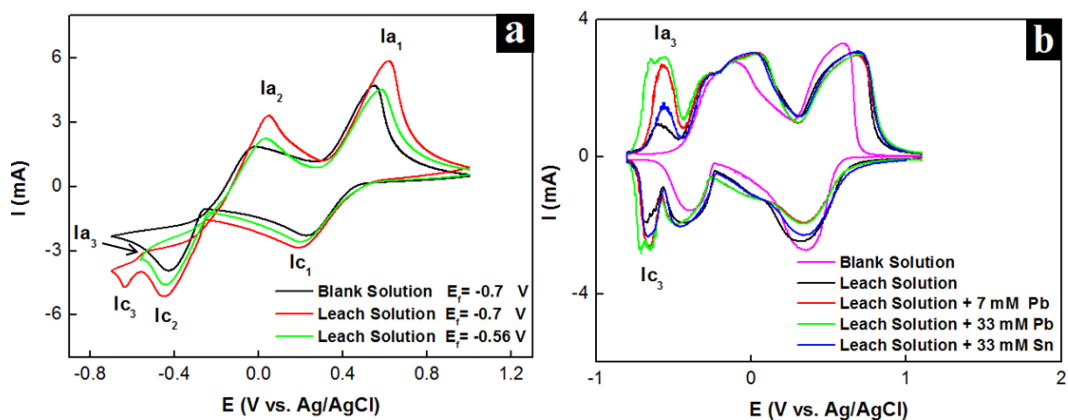 a
Ia1
Ia2
Ia3
Ic3
Ic2
Ic1
6
3
0
-3
-6
I (mA)
Blank Solution Ef= -0.7 V
Leach Solution Ef= -0.7 V
Leach Solution Ef= -0.56 V
-0.8 -0.4 0.0 0.4 0.8 1.2
E (V vs. Ag/AgCl)
b
Ia3
Ic3
4
0
-4
I (mA)
Blank Solution
Leach Solution
Leach Solution + 7 mM Pb
Leach Solution + 33 mM Pb
Leach Solution + 33 mM Sn
-1 0 1 2
E (V vs. Ag/AgCl)